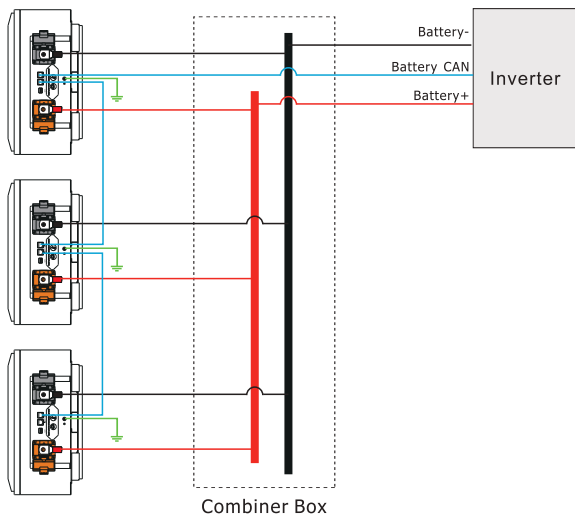 Battery-
Battery CAN
Battery+
Inverter
Combiner Box